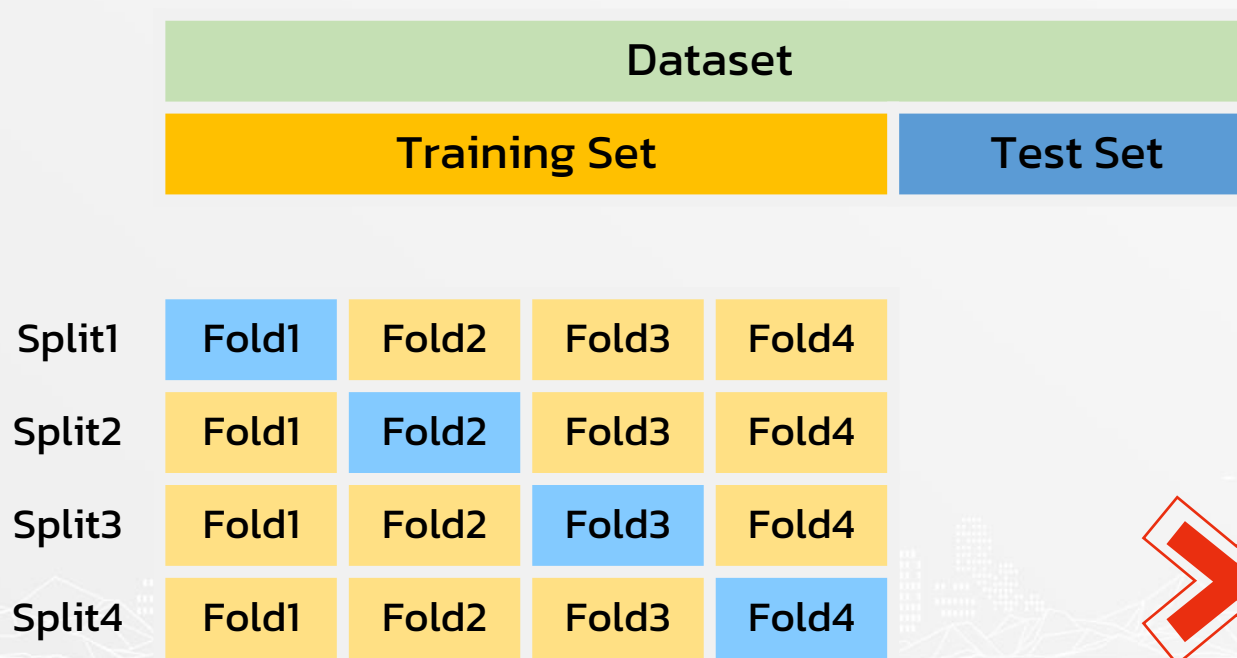 Dataset
Training Set Test Set
Split1 Fold1 Fold2 Fold3 Fold4
Split2 Fold1 Fold2 Fold3 Fold4
Split3 Fold1 Fold2 Fold3 Fold4
Split4 Fold1 Fold2 Fold3 Fold4